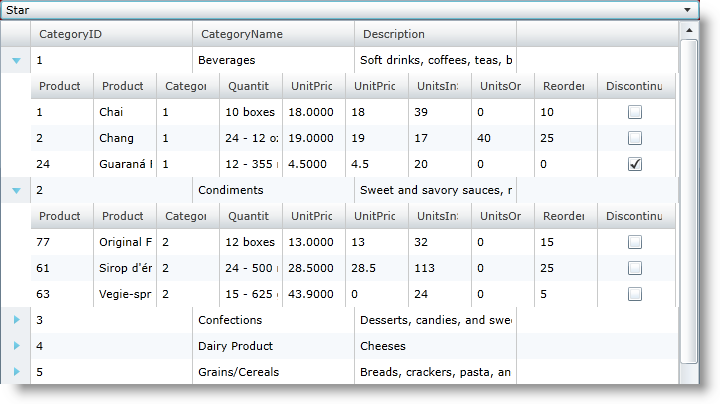 Star
CategoryID CategoryName Description
1 Beverages Soft drinks, coffees, teas, b
Product Product Categor Quantit UnitPric UnitPric UnitsIn UnitsOr Reorder Discontinu
1 Chai 1 10 boxes 18.0000 18 39 0 10
2 Chang 1 24 - 12 oz 19.0000 19 17 40 25
24 Guaraná 1 12 - 355 4.5000 4.5 20 0 0
2 Condiments Sweet and savory sauces, r
Product Product Categor Quantit UnitPric UnitPric UnitsIn UnitsOr Reorder Discontinu
77 Original F 2 12 boxes 13.0000 13 32 0 15
61 Sirop d'ér 2 24 - 500 28.5000 28.5 113 0 25
63 Vegie-spr 2 15 - 625 43.9000 0 24 0 5
3 Confections Desserts, candies, and swee
4 Dairy Product Cheeses
5 Grains/Cereals Breads, crackers, pasta, an